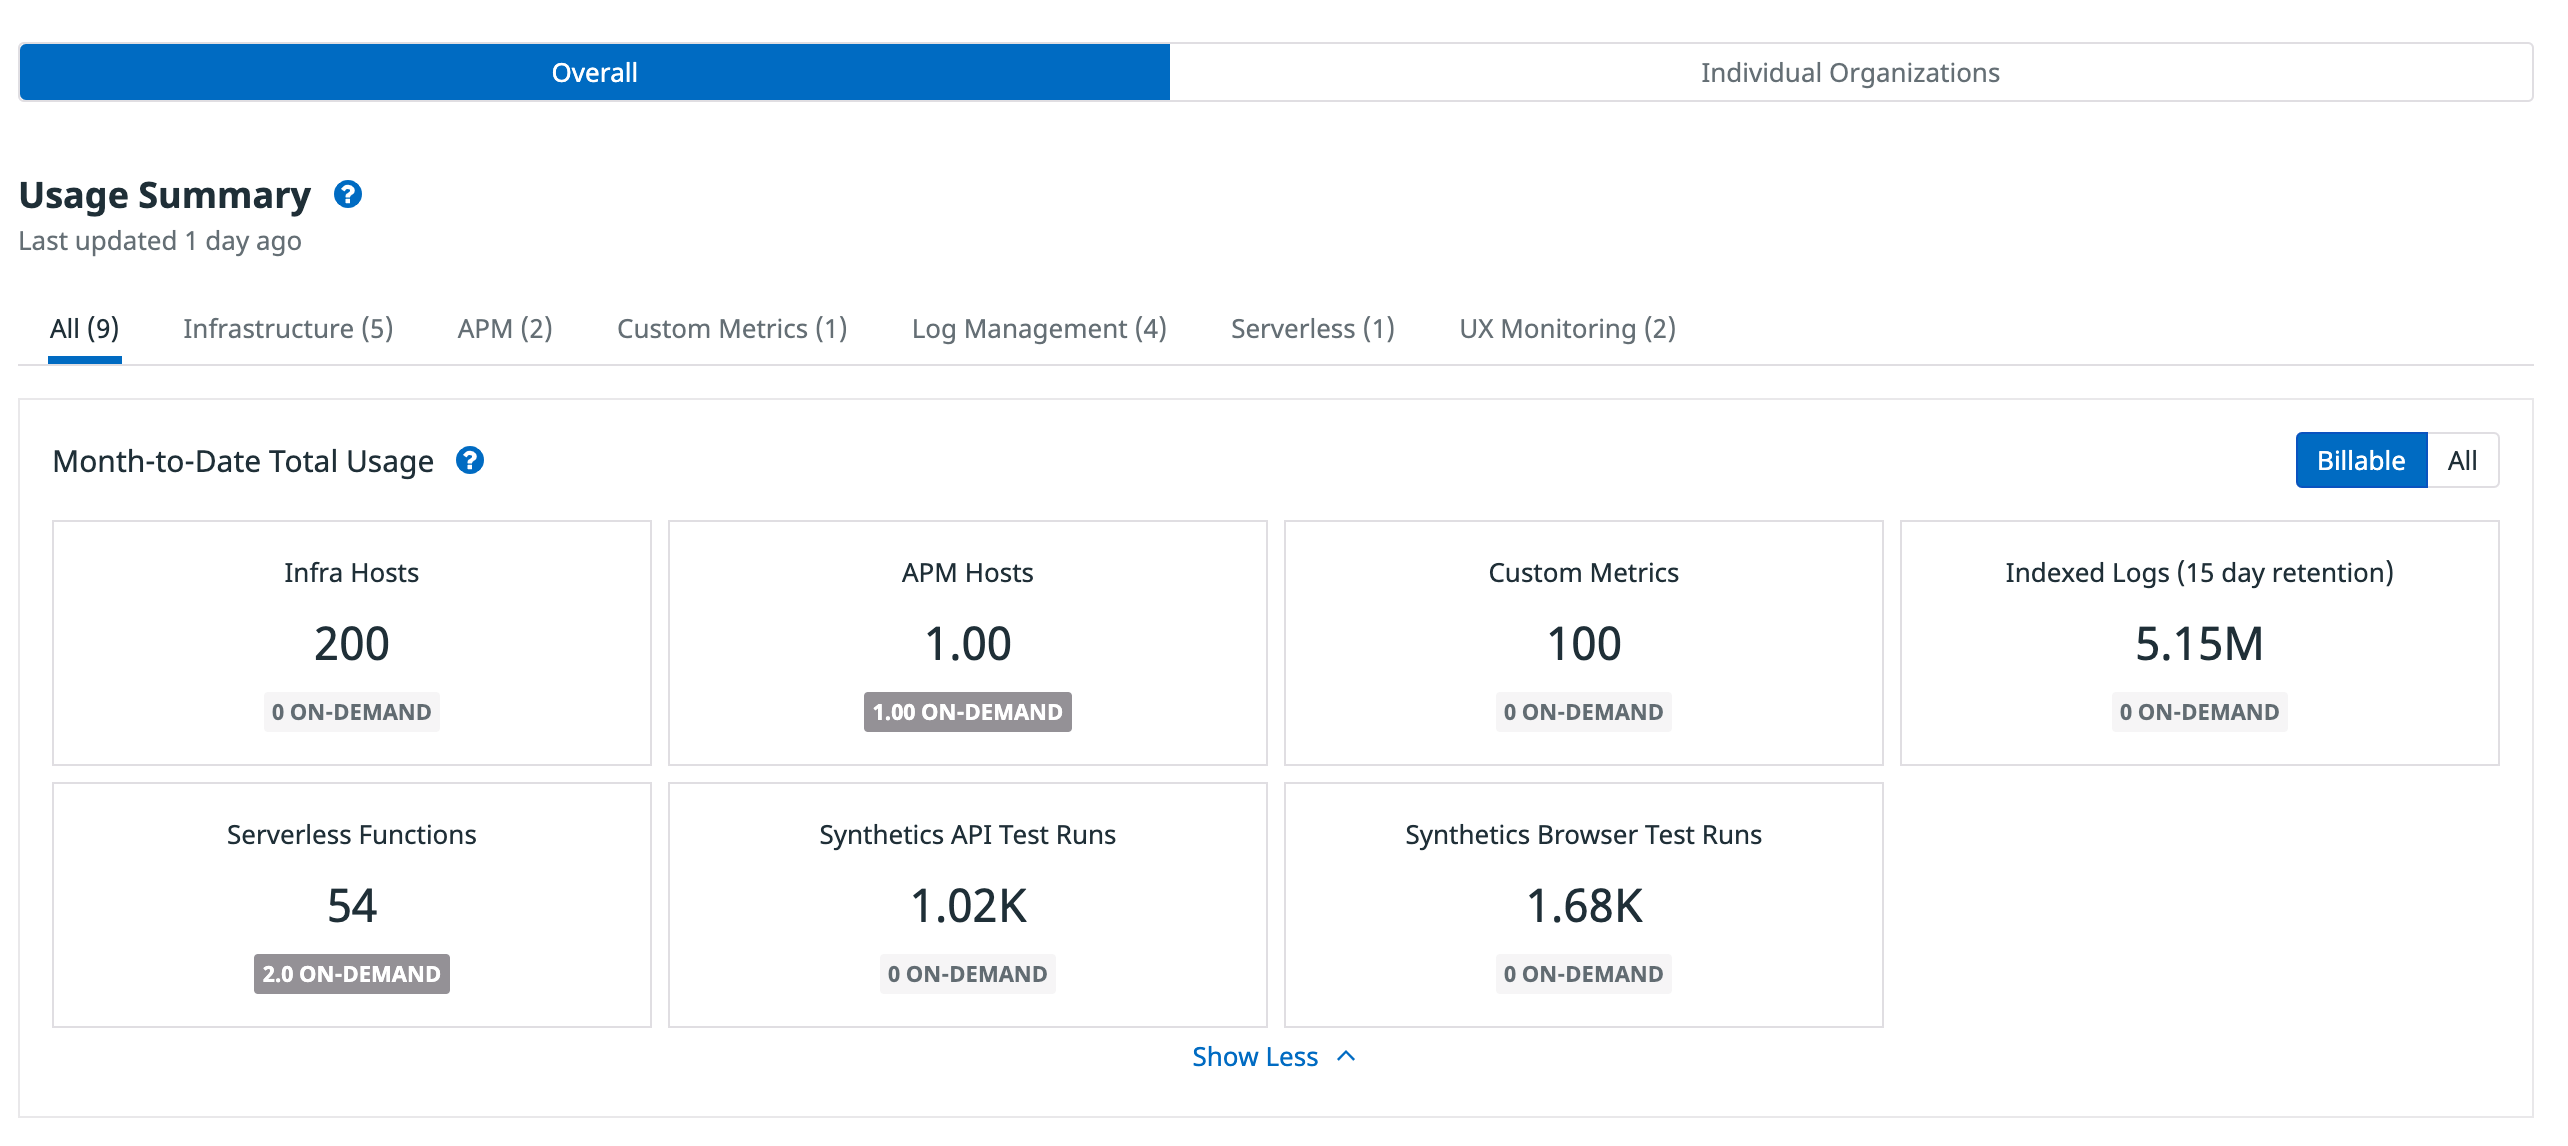 Overall
Individual Organizations
Usage Summary ?
Last updated 1 day ago
All (9) Infrastructure (5) APM (2) Custom Metrics (1) Log Management (4) Serverless (1) UX Monitoring (2)
Month-to-Date Total Usage ?
Billable All
Infra Hosts
200
0 ON-DEMAND
APM Hosts
1.00
1.00 ON-DEMAND
Custom Metrics
100
0 ON-DEMAND
Indexed Logs (15 day retention)
5.15M
0 ON-DEMAND
Serverless Functions
54
2.0 ON-DEMAND
Synthetics API Test Runs
1.02K
0 ON-DEMAND
Synthetics Browser Test Runs
1.68K
0 ON-DEMAND
Show Less